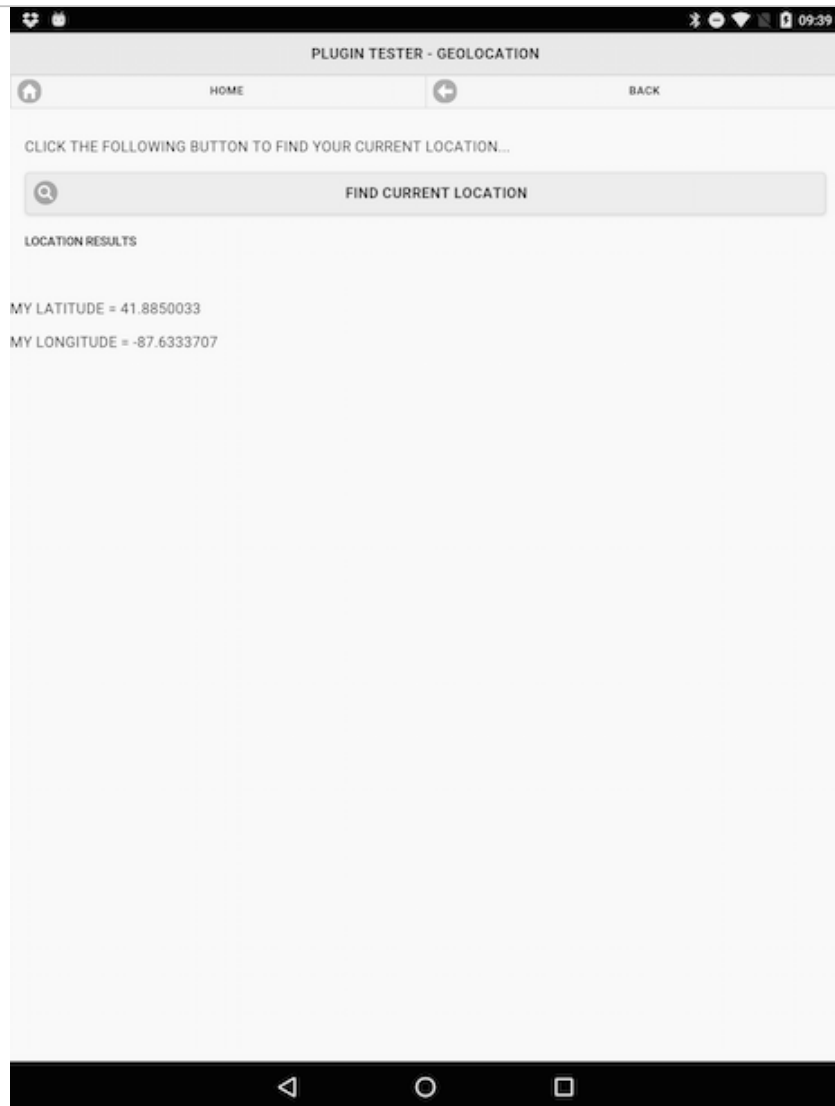 09:39
PLUGIN TESTER - GEOLOCATION
HOME BACK
CLICK THE FOLLOWING BUTTON TO FIND YOUR CURRENT LOCATION...
FIND CURRENT LOCATION
LOCATION RESULTS
MY LATITUDE = 41.8850033
MY LONGITUDE = -87.6333707